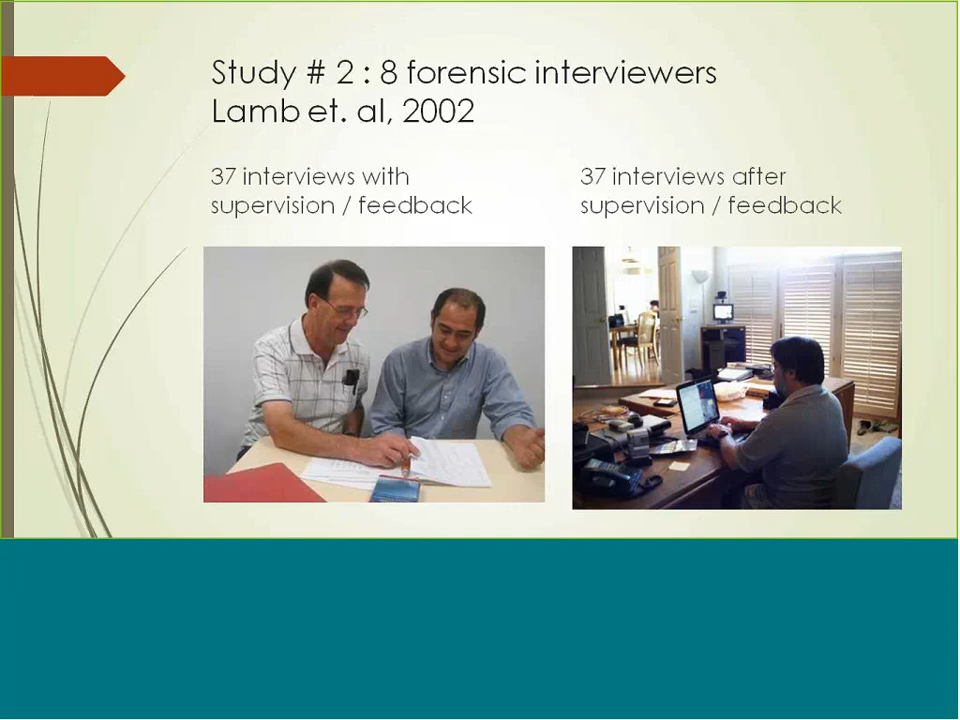 Study # 2 : 8 forensic interviewers
Lamb et. al, 2002
37 interviews with
supervision / feedback
37 interviews after
supervision / feedback